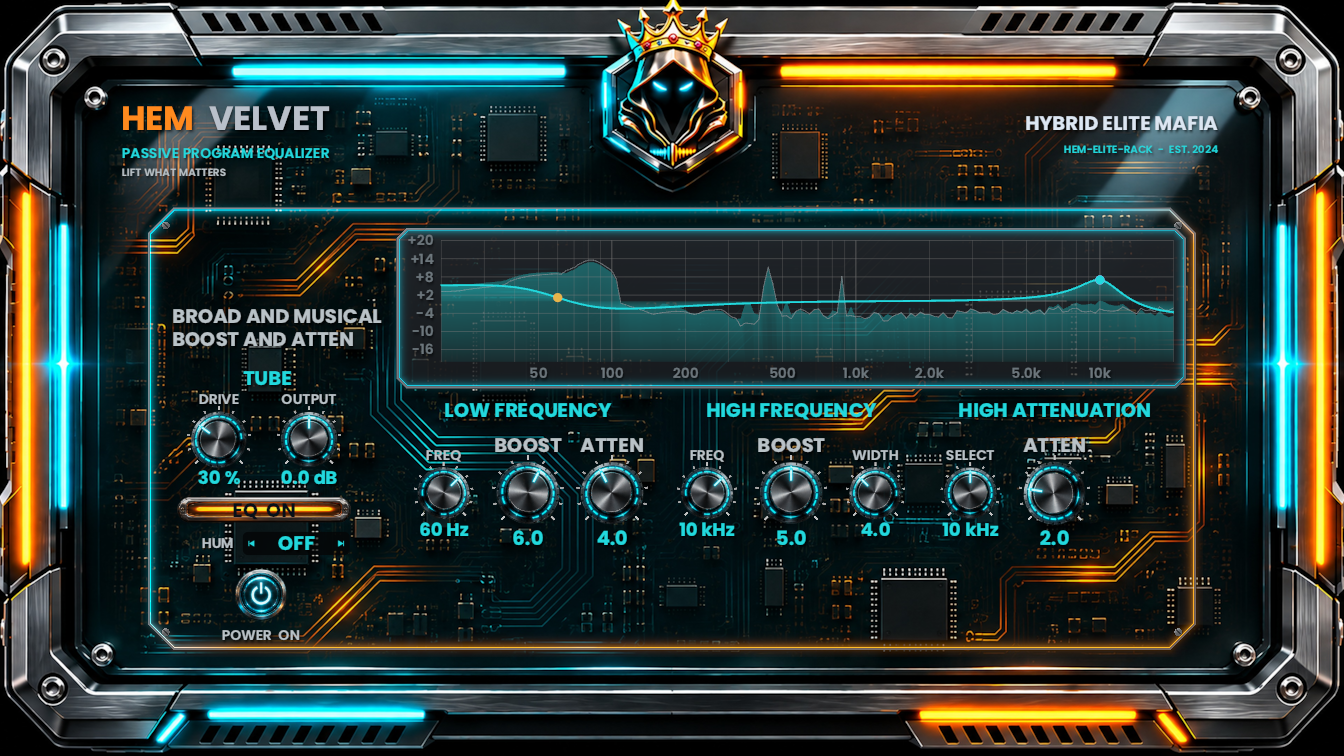 HEM VELVET
PASSIVE PROGRAM EQUALIZER
LIFT WHAT MATTERS
HYBRID ELITE MAFIA
HEM-ELITE-RACK - EST. 2024
+20
+14
+8
+2
-4
-10
-16
50 100 200 500 1.0k 2.0k 5.0k 10k
BROAD AND MUSICAL
BOOST AND ATTEN
TUBE
DRIVE OUTPUT
30 % 0.0 dB
EQ ON
HUM OFF
POWER ON
LOW FREQUENCY
FREQ BOOST ATTEN
60 Hz 6.0 4.0
HIGH FREQUENCY
FREQ BOOST WIDTH
10 kHz 5.0 4.0
HIGH ATTENUATION
SELECT ATTEN
10 kHz 2.0